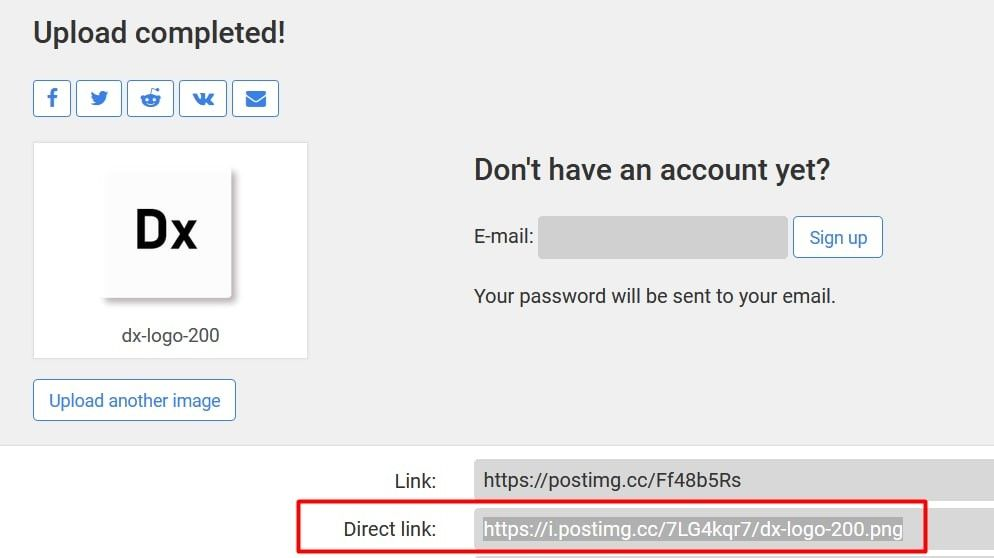 Upload completed!
Dx
dx-logo-200
Upload another image
Don't have an account yet?
E-mail:
Sign up
Your password will be sent to your email.
Link: https://postimg.cc/Ff48b5Rs
Direct link: https://i.postimg.cc/7LG4kqr7/dx-logo-200.png